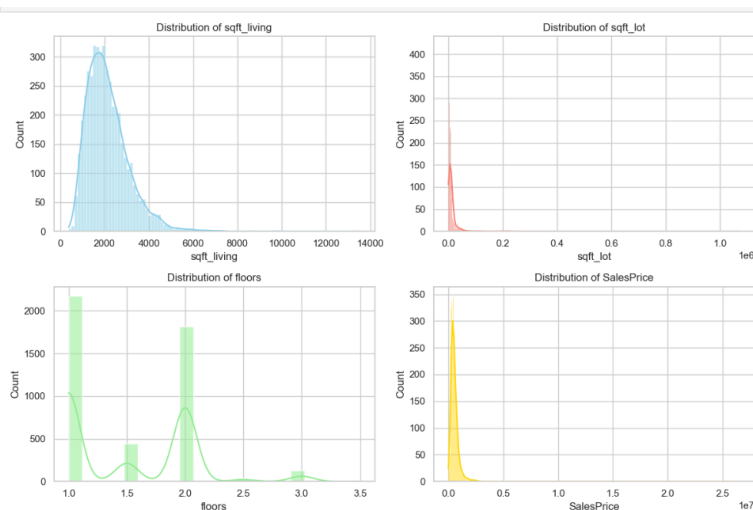 Distribution of sqft_living
Distribution of sqft_lot
Count
300
250
200
150
100
50
0
0 2000 4000 6000 8000 10000 12000 14000
sqft_living
Count
400
350
300
250
200
150
100
50
0
0.0 0.2 0.4 0.6 0.8 1.0
1e6
sqft_lot
Distribution of floors
Distribution of SalesPrice
Count
2000
1500
1000
500
0
1.0 1.5 2.0 2.5 3.0 3.5
floors
Count
350
300
250
200
150
100
50
0
0.0 0.5 1.0 1.5 2.0 2.5
1e7
SalesPrice